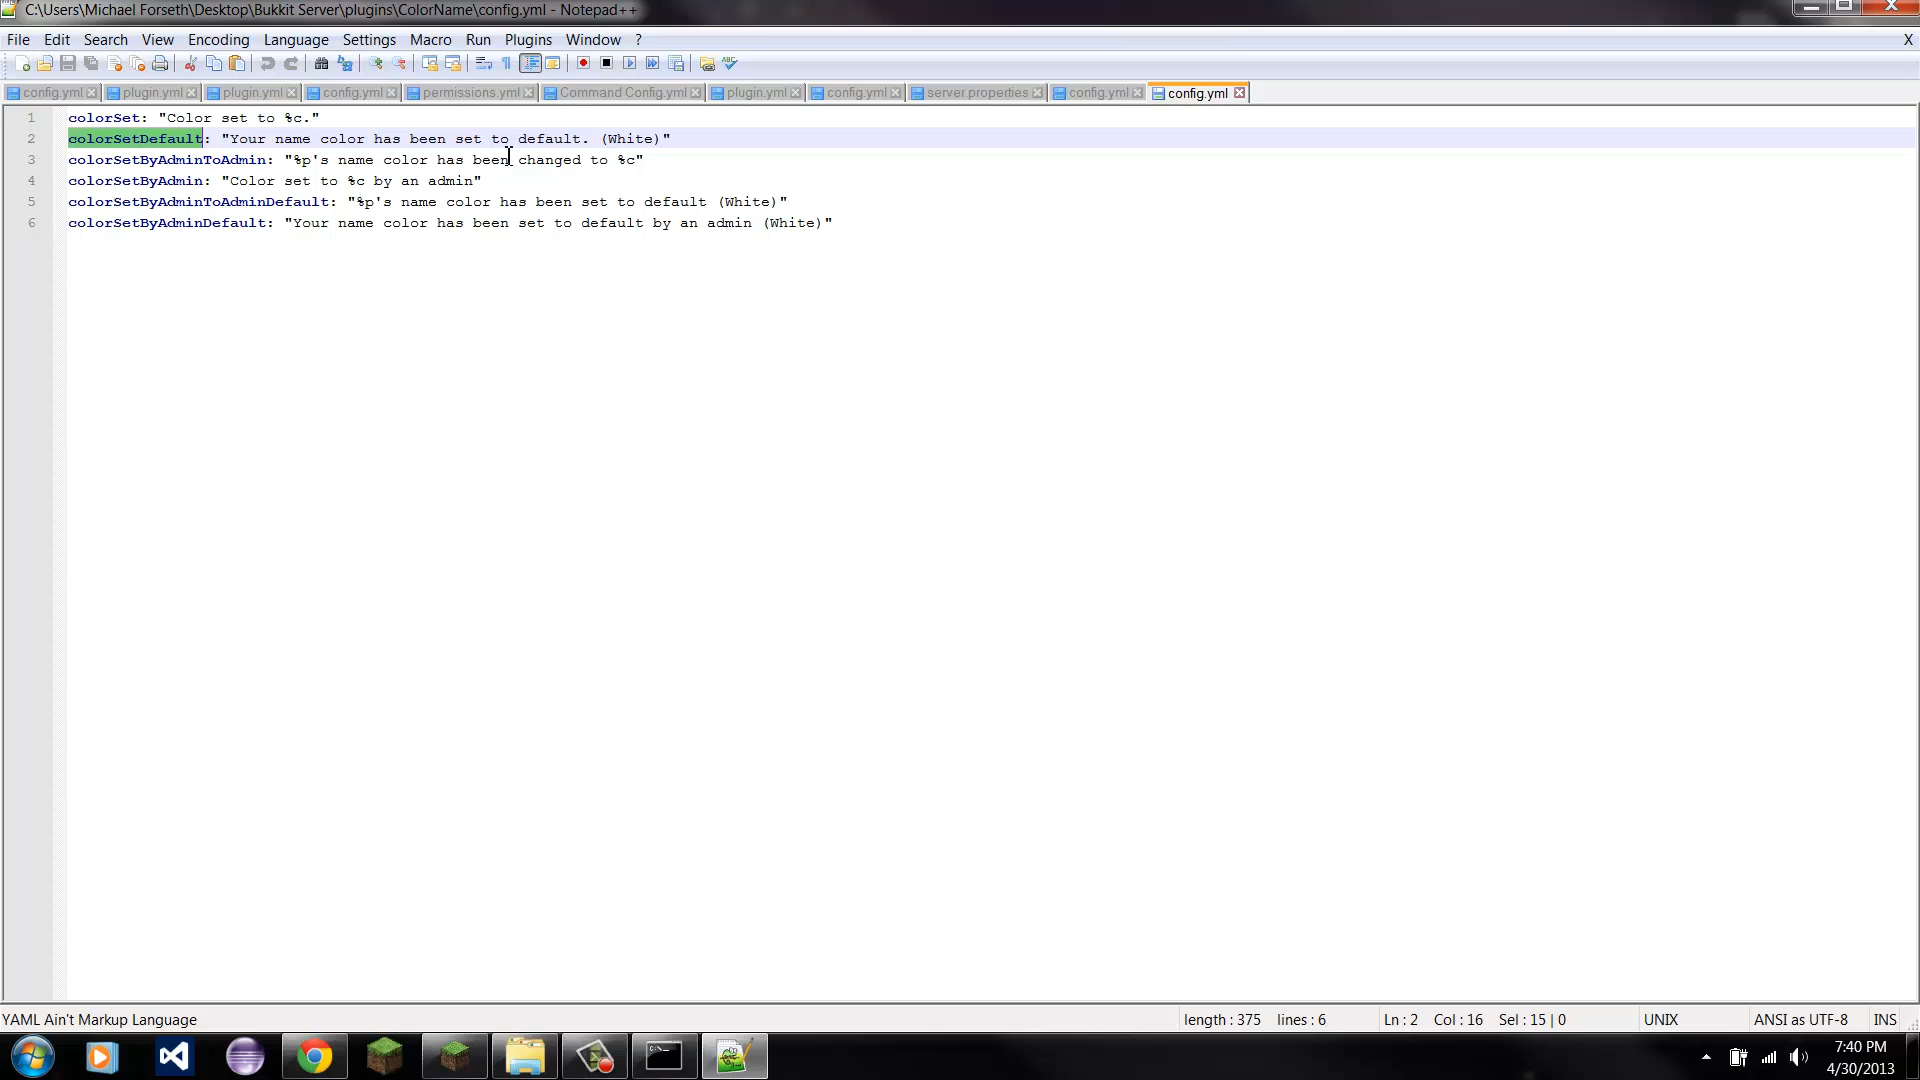 C:\Users\Michael Forseth\Desktop\Bukkit Server\plugins\ColorName\config.yml - Notepad++
File Edit Search View Encoding Language Settings Macro Run Plugins Window ? X
config.yml plugin.yml plugin.yml config.yml permissions.yml Command Config.yml plugin.yml config.yml server.properties config.yml config.yml
1 colorSet: "Color set to %c."
2 colorSetDefault: "Your name color has been set to default. (White)"
3 colorSetByAdminToAdmin: "%p's name color has been changed to %c"
4 colorSetByAdmin: "Color set to %c by an admin"
5 colorSetByAdminToAdminDefault: "%p's name color has been set to default (White)"
6 colorSetByAdminDefault: "Your name color has been set to default by an admin (White)"
YAML Ain't Markup Language length : 375 lines : 6 Ln : 2 Col : 16 Sel : 15 | 0 UNIX ANSI as UTF-8 INS
7:40 PM
4/30/2013